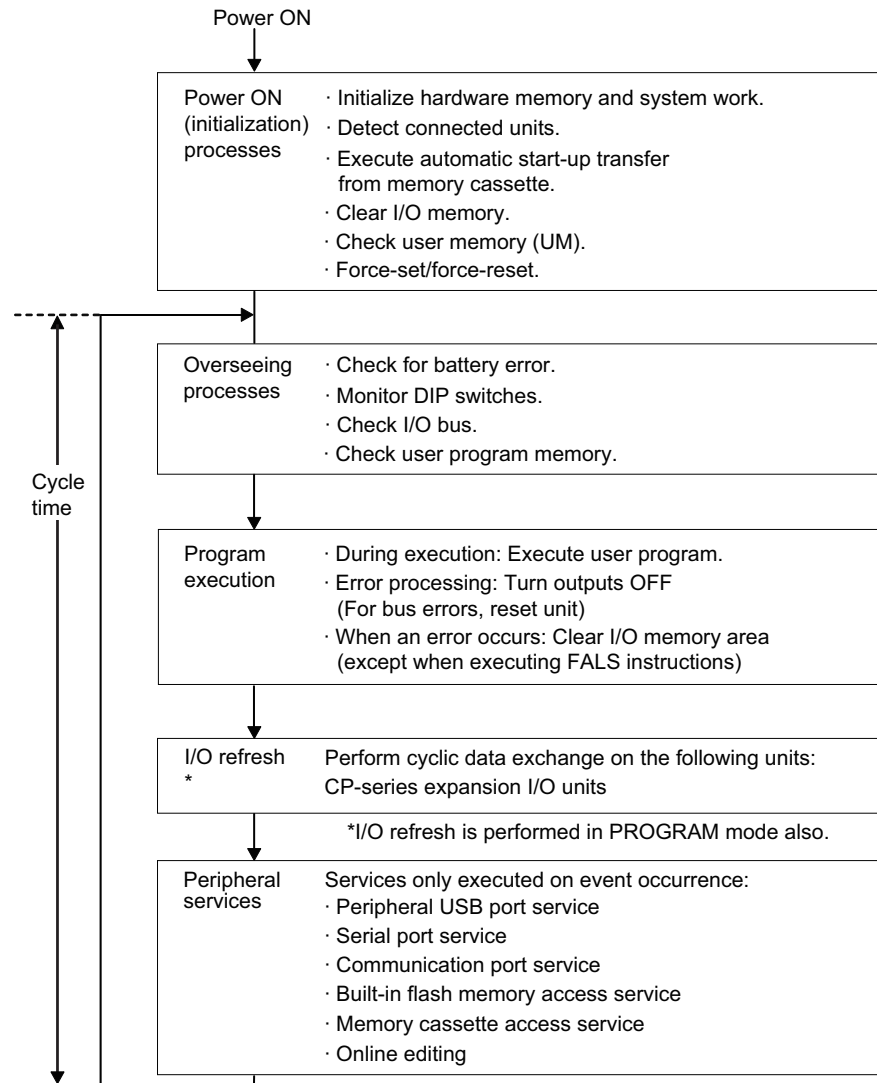 Power ON
Power ON
(initialization)
processes
· Initialize hardware memory and system work.
· Detect connected units.
· Execute automatic start-up transfer
from memory cassette.
· Clear I/O memory.
· Check user memory (UM).
· Force-set/force-reset.
Cycle
time
Overseeing
processes
· Check for battery error.
· Monitor DIP switches.
· Check I/O bus.
· Check user program memory.
Program
execution
· During execution: Execute user program.
· Error processing: Turn outputs OFF
(For bus errors, reset unit)
· When an error occurs: Clear I/O memory area
(except when executing FALS instructions)
I/O refresh
*
Perform cyclic data exchange on the following units:
CP-series expansion I/O units
*I/O refresh is performed in PROGRAM mode also.
Peripheral
services
Services only executed on event occurrence:
· Peripheral USB port service
· Serial port service
· Communication port service
· Built-in flash memory access service
· Memory cassette access service
· Online editing